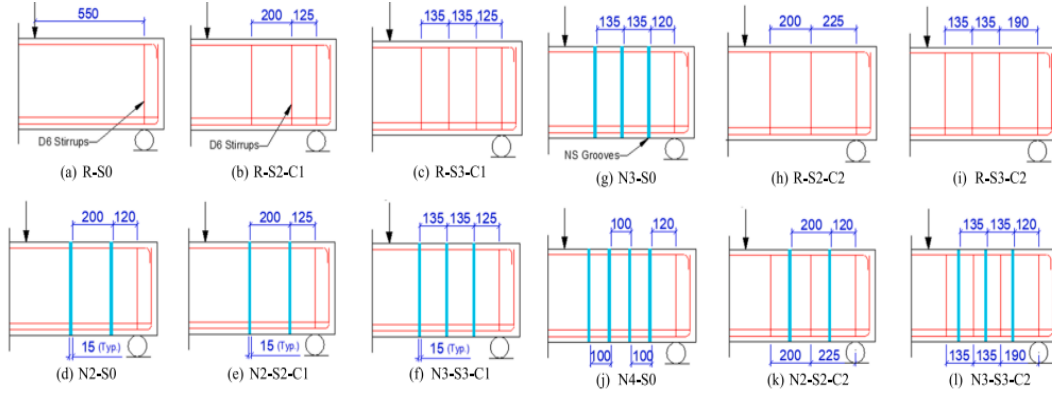 550
200 125
135 135 125
135 135 120
200 225
135 135 190
D6 Stirrups
D6 Stirrups
NS Grooves
(a) R-S0
(b) R-S2-C1
(c) R-S3-C1
(g) N3-S0
(h) R-S2-C2
(i) R-S3-C2
200 120
200 125
135 135 125
100 120
200 120
135 135 120
15 (Typ.)
15 (Typ.)
15 (Typ.)
100 100
200 225
135 135 190
(d) N2-S0
(e) N2-S2-C1
(f) N3-S3-C1
(j) N4-S0
(k) N2-S2-C2
(l) N3-S3-C2